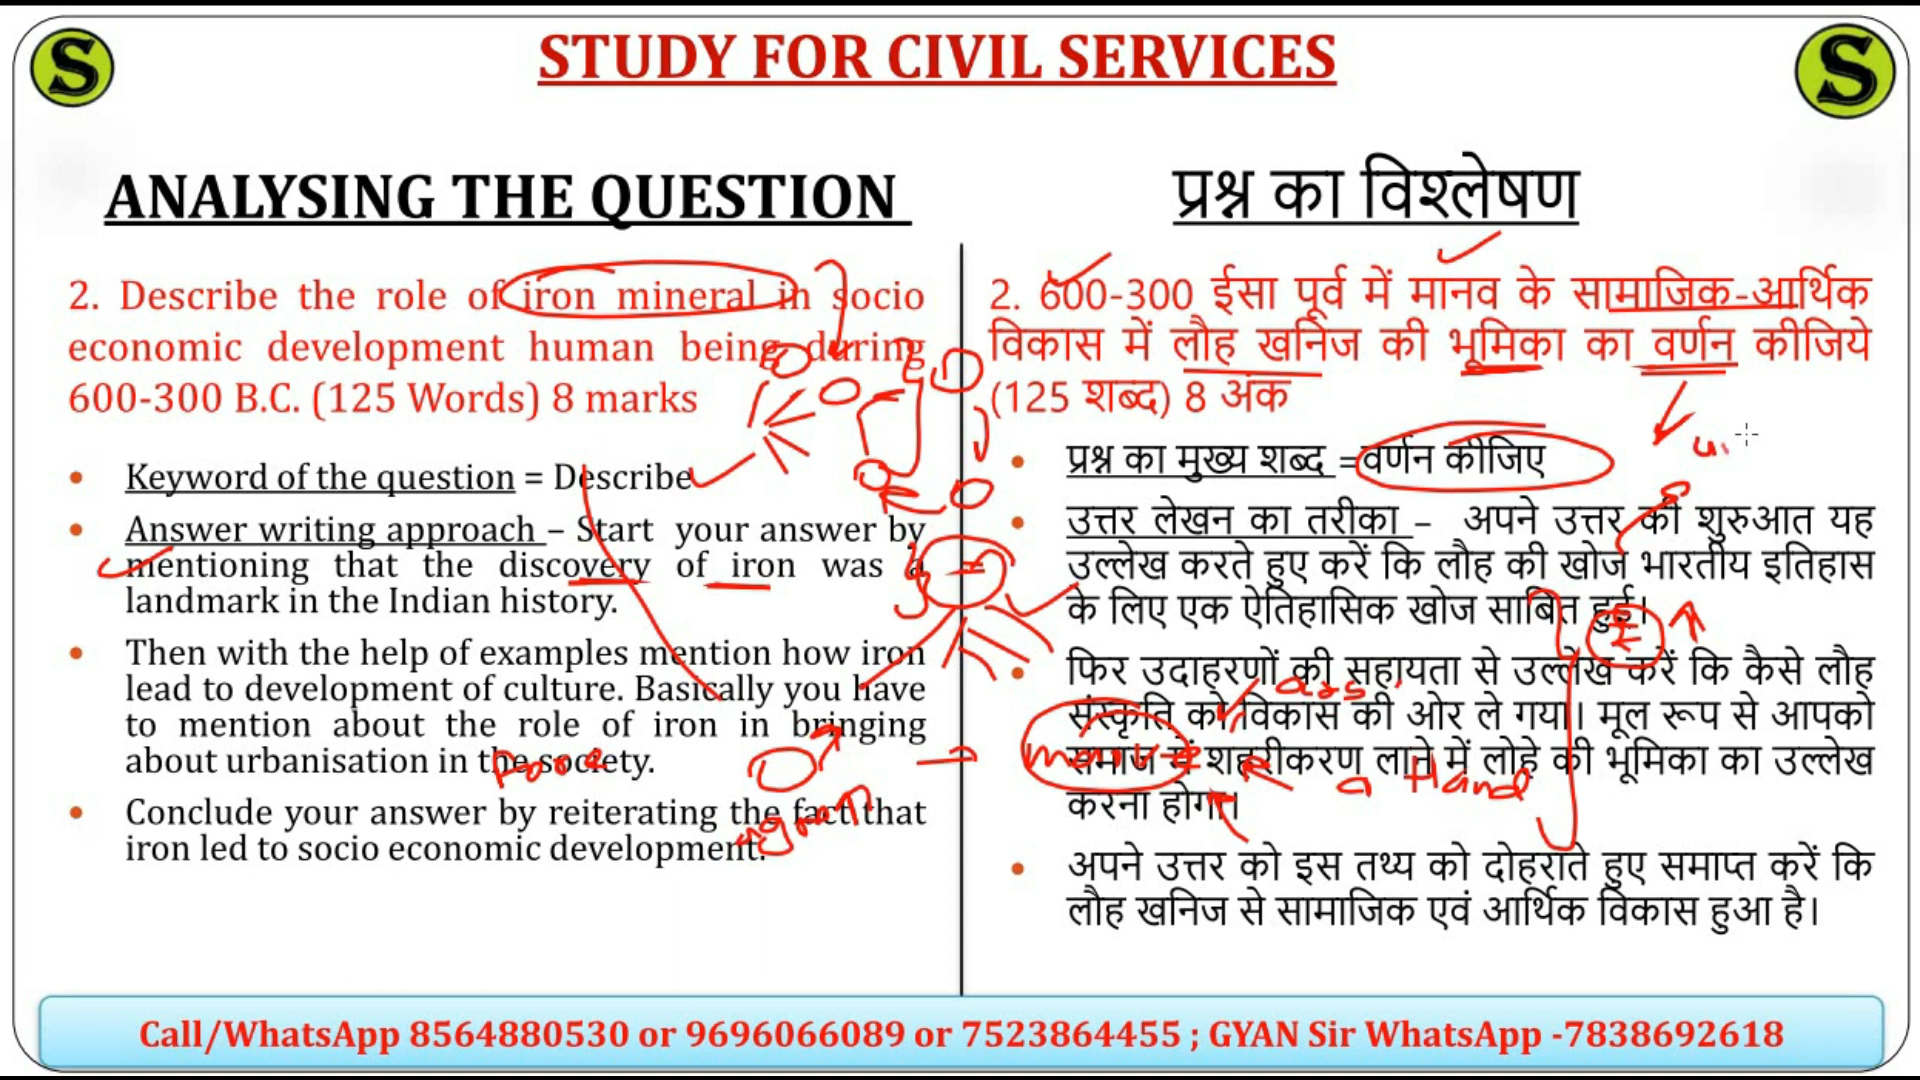 S
STUDY FOR CIVIL SERVICES
S
ANALYSING THE QUESTION
2. Describe the role of iron mineral in socio
economic development human being during
600-300 B.C. (125 Words) 8 marks
• Keyword of the question = Describe
• Answer writing approach – Start your answer by
mentioning that the discovery of iron was a
landmark in the Indian history.
• Then with the help of examples mention how iron
lead to development of culture. Basically you have
to mention about the role of iron in bringing
about urbanisation in the society.
• Conclude your answer by reiterating the fact that
iron led to socio economic development.
प्रश्न का विश्लेषण
2. 600-300 ईसा पूर्व में मानव के सामाजिक-आर्थिक
विकास में लौह खनिज की भूमिका का वर्णन कीजिये
(125 शब्द) 8 अंक
• प्रश्न का मुख्य शब्द =वर्णन कीजिए
• उत्तर लेखन का तरीका – अपने उत्तर की शुरुआत यह
उल्लेख करते हुए करें कि लौह की खोज भारतीय इतिहास
के लिए एक ऐतिहासिक खोज साबित हुई।
• फिर उदाहरणों की सहायता से उल्लेख करें कि कैसे लौह
संस्कृति को विकास की ओर ले गया। मूल रूप से आपको
समाज में शहरीकरण लाने में लोहे की भूमिका का उल्लेख
करना होगा।
• अपने उत्तर को इस तथ्य को दोहराते हुए समाप्त करें कि
लौह खनिज से सामाजिक एवं आर्थिक विकास हुआ है।
Call/WhatsApp 8564880530 or 9696066089 or 7523864455 ; GYAN Sir WhatsApp -7838692618